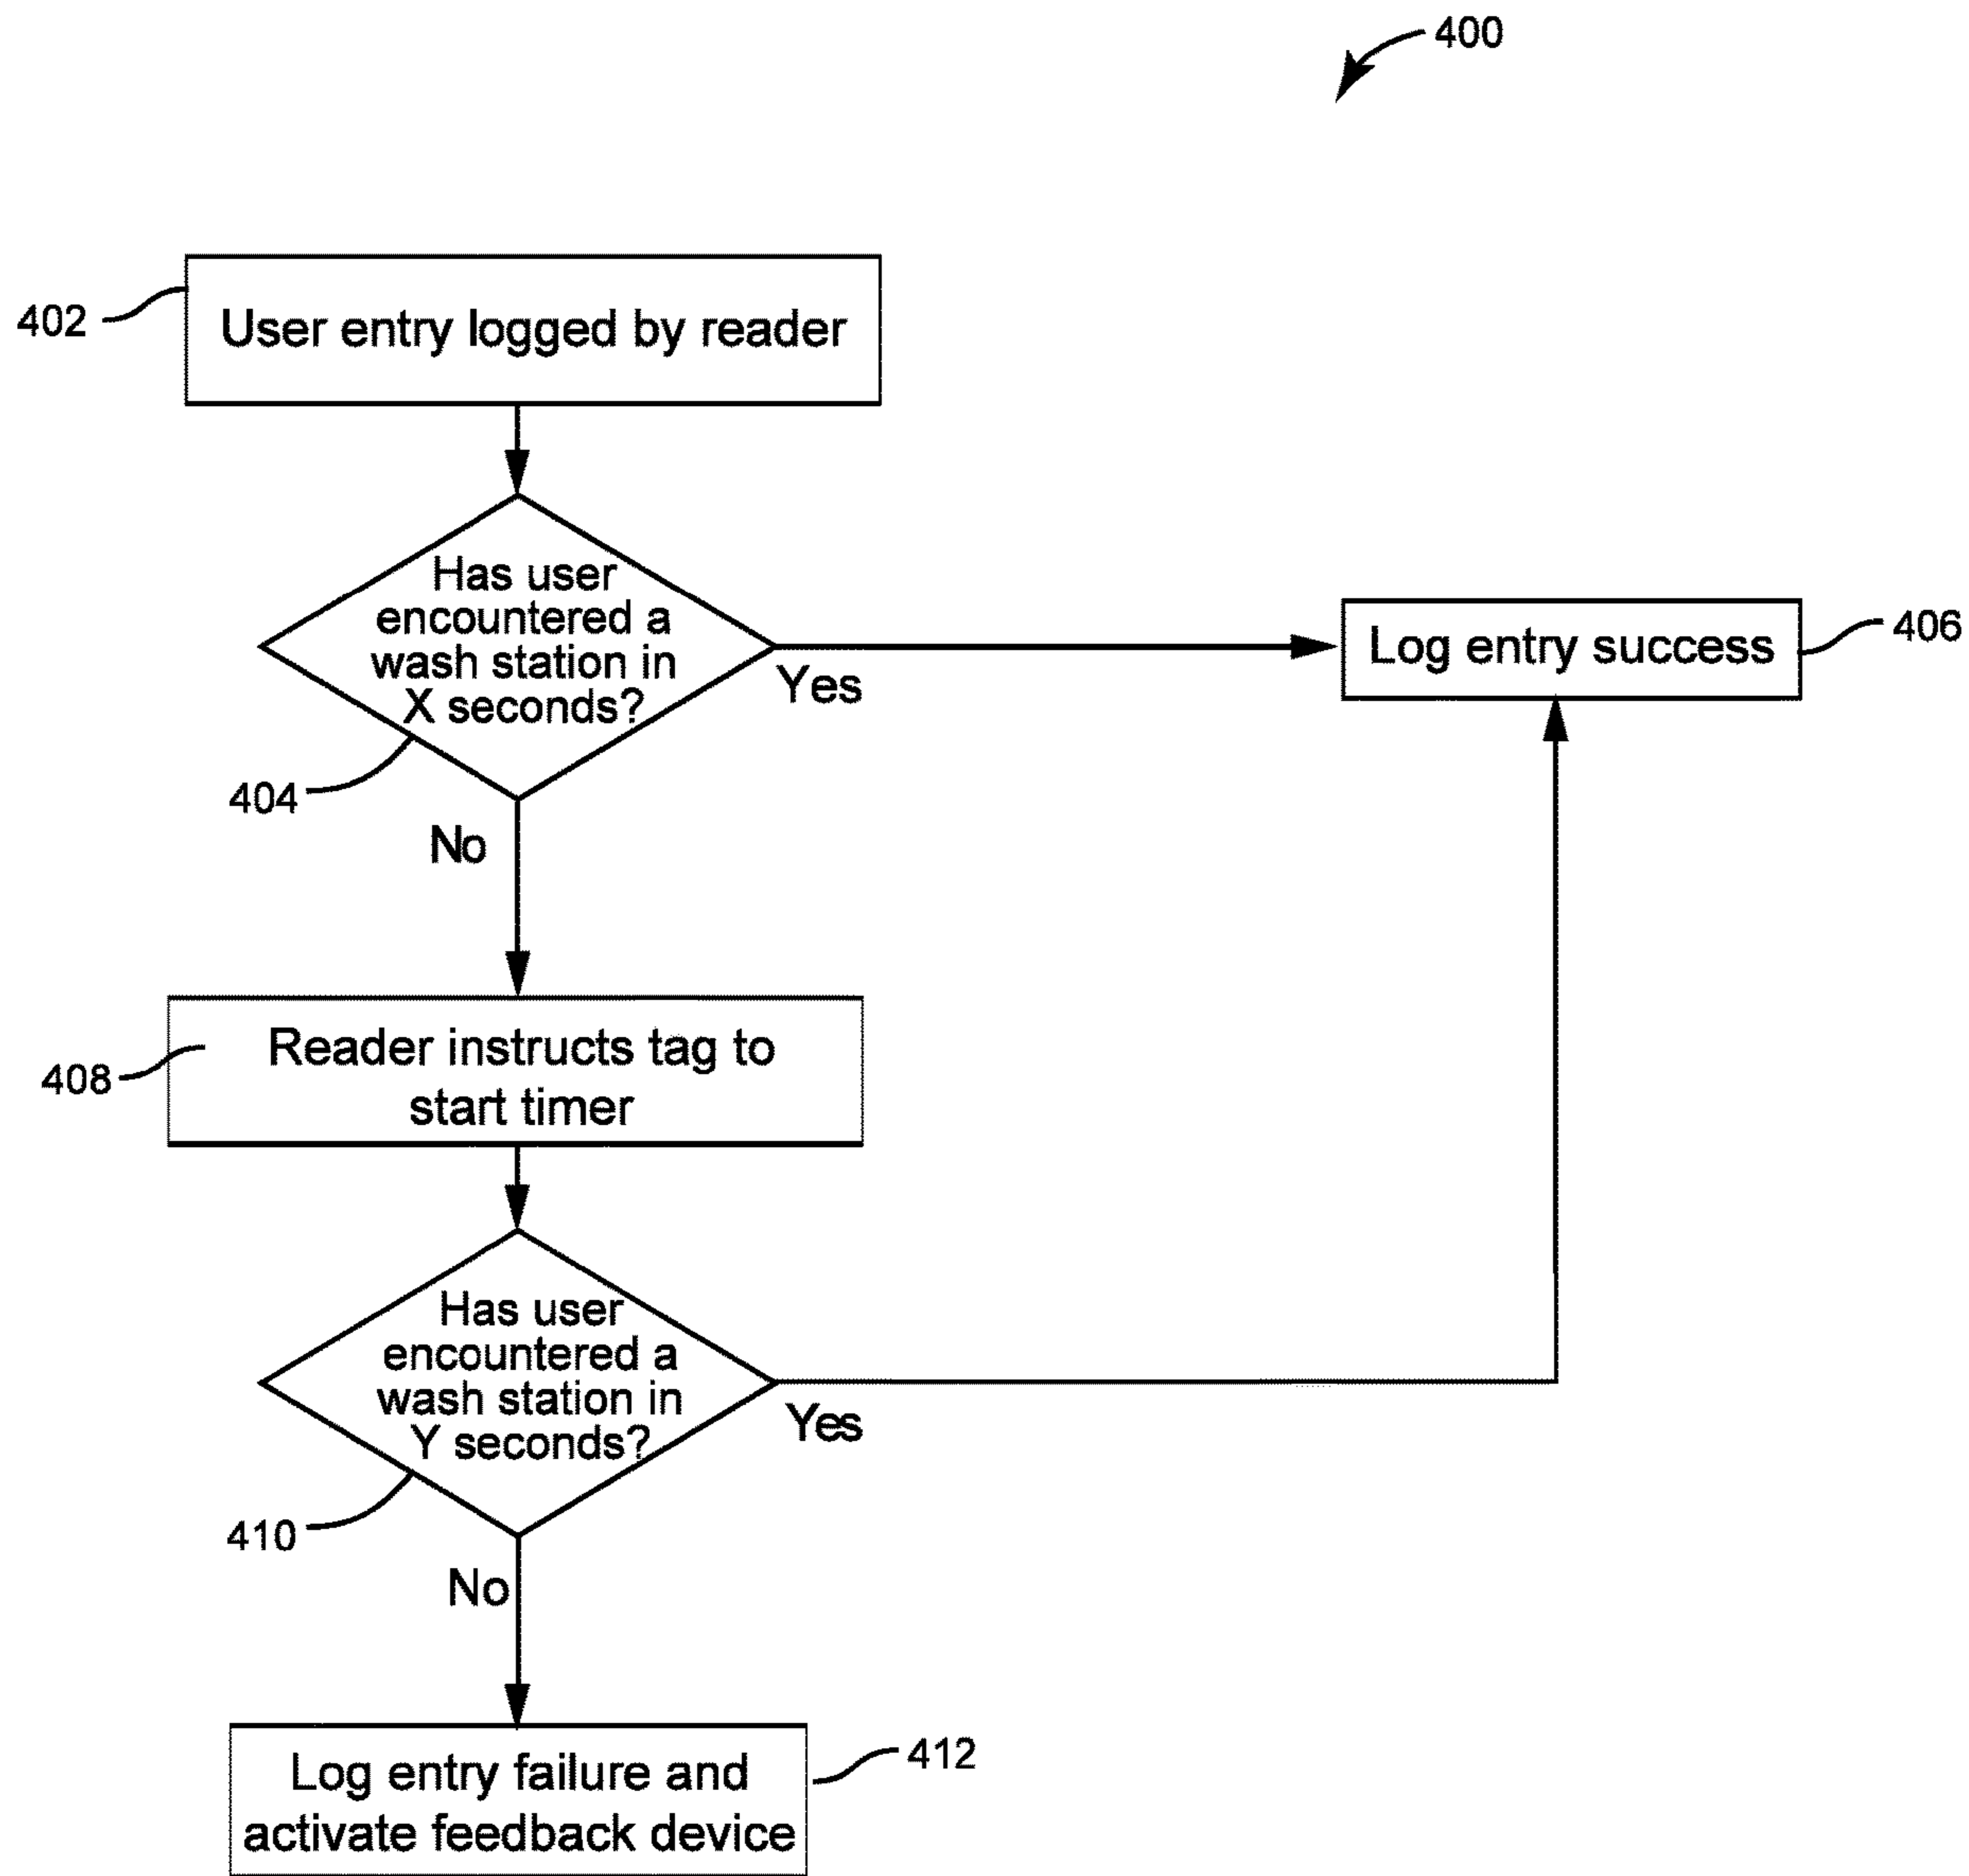 400
402
User entry logged by reader
Has user
encountered a
wash station in
X seconds?
Yes
404
No
Log entry success
406
408
Reader instructs tag to
start timer
Has user
encountered a
wash station in
Y seconds?
Yes
410
No
Log entry failure and
activate feedback device
412